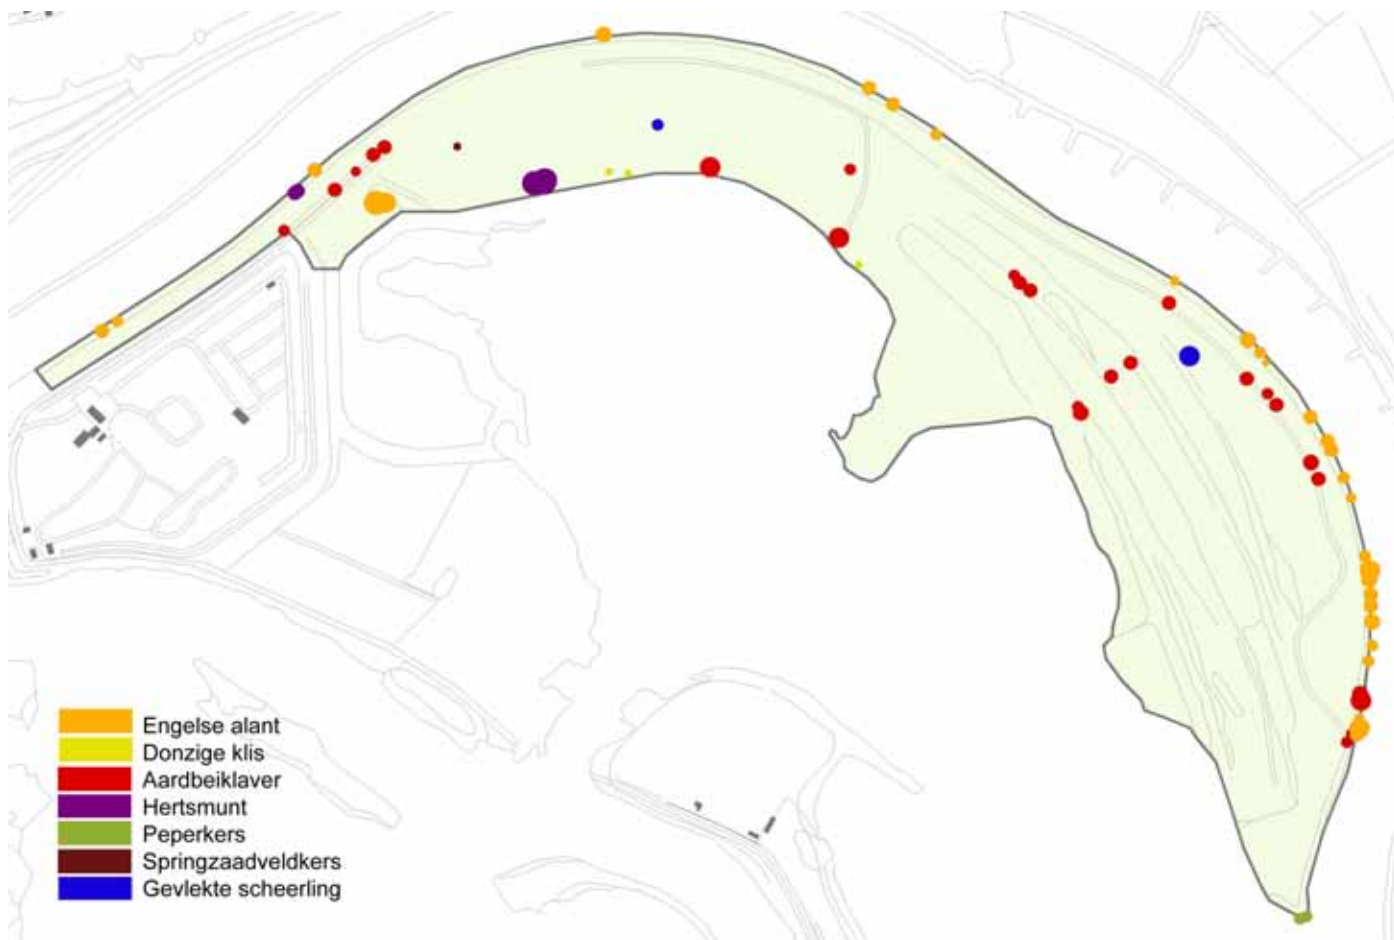 Engelse alant
Donzige klis
Aardbeiklaver
Hertsmunt
Peperkers
Springzaadveldkers
Gevlekte scheerling